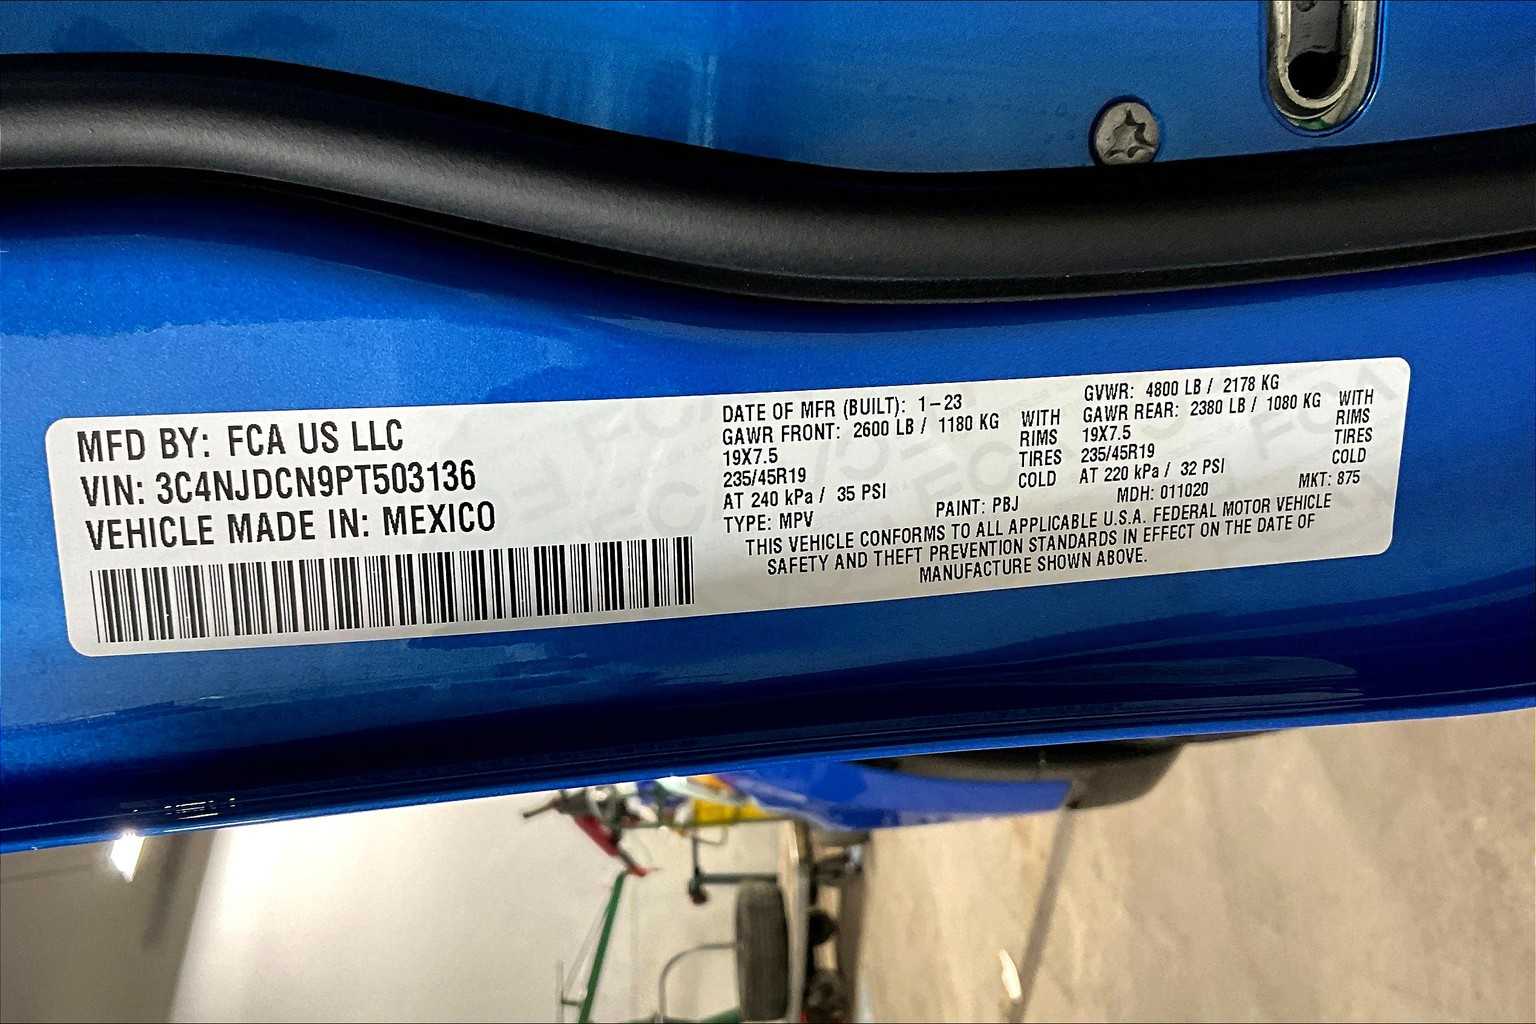 MFD BY: FCA US LLC
VIN: 3C4NJDCN9PT503136
VEHICLE MADE IN: MEXICO
DATE OF MFR (BUILT): 1-23
GAWR FRONT: 2600 LB / 1180 KG WITH
19X7.5 RIMS
235/45R19 TIRES
AT 240 kPa / 35 PSI COLD
GVWR: 4800 LB / 2178 KG
GAWR REAR: 2380 LB / 1080 KG WITH
19X7.5 RIMS
235/45R19 TIRES
AT 220 kPa / 32 PSI COLD
TYPE: MPV PAINT: PBJ MDH: 011020 MKT: 875
THIS VEHICLE CONFORMS TO ALL APPLICABLE U.S.A. FEDERAL MOTOR VEHICLE
SAFETY AND THEFT PREVENTION STANDARDS IN EFFECT ON THE DATE OF
MANUFACTURE SHOWN ABOVE.